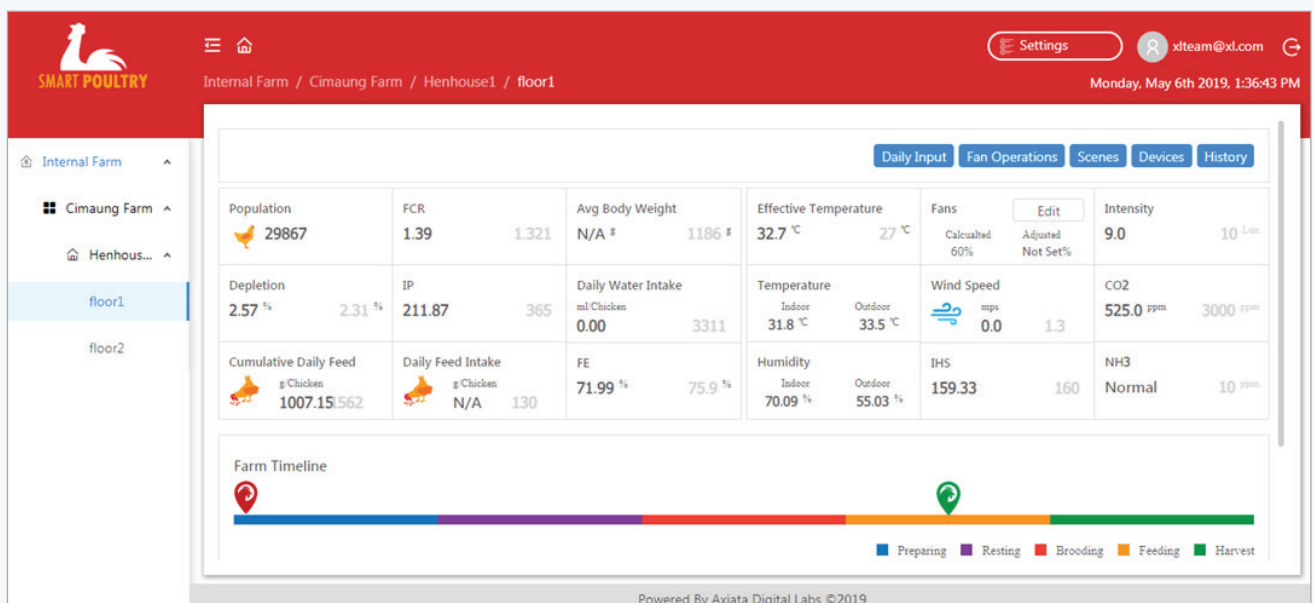 SMART POULTRY
Settings
xlteam@xl.com
Internal Farm / Cimaung Farm / Henhouse1 / floor1
Monday, May 6th 2019, 1:36:43 PM
Internal Farm
Cimaung Farm
Henhous...
floor1
floor2
Daily Input Fan Operations Scenes Devices History
Population
29867
FCR
1.39 1.321
Avg Body Weight
N/A g 1186 g
Effective Temperature
32.7 °C 27 °C
Fans Edit
Calcualted Adjusted
60% Not Set%
Intensity
9.0 10 Lux
Depletion
2.57 % 2.31 %
IP
211.87 365
Daily Water Intake
ml/Chicken
0.00 3311
Temperature
Indoor Outdoor
31.8 °C 33.5 °C
Wind Speed
mps
0.0 1.3
CO2
525.0 ppm 3000 ppm
Cumulative Daily Feed
g/Chicken
1007.15 1562
Daily Feed Intake
g/Chicken
N/A 130
FE
71.99 % 75.9 %
Humidity
Indoor Outdoor
70.09 % 55.03 %
IHS
159.33 160
NH3
Normal 10 ppm
Farm Timeline
Preparing Resting Brooding Feeding Harvest
Powered By Axiata Digital Labs ©2019